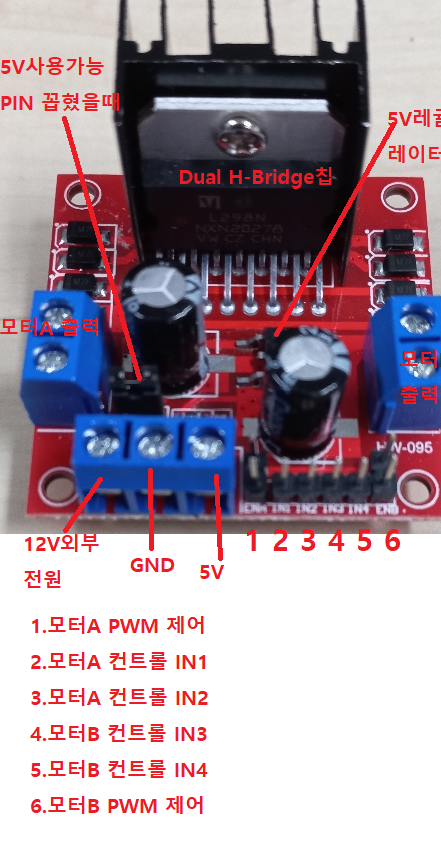 5V사용가능
PIN 꼽혔을때
5V레귤
레이터
Dual H-Bridge칩
L298N
VW CZ CHN
모터A 출력
모터
출력
HW-095
ENA IN1 IN2 IN3 IN4 ENB
1 2 3 4 5 6
12V외부
전원
GND
5V
1.모터A PWM 제어
2.모터A 컨트롤 IN1
3.모터A 컨트롤 IN2
4.모터B 컨트롤 IN3
5.모터B 컨트롤 IN4
6.모터B PWM 제어